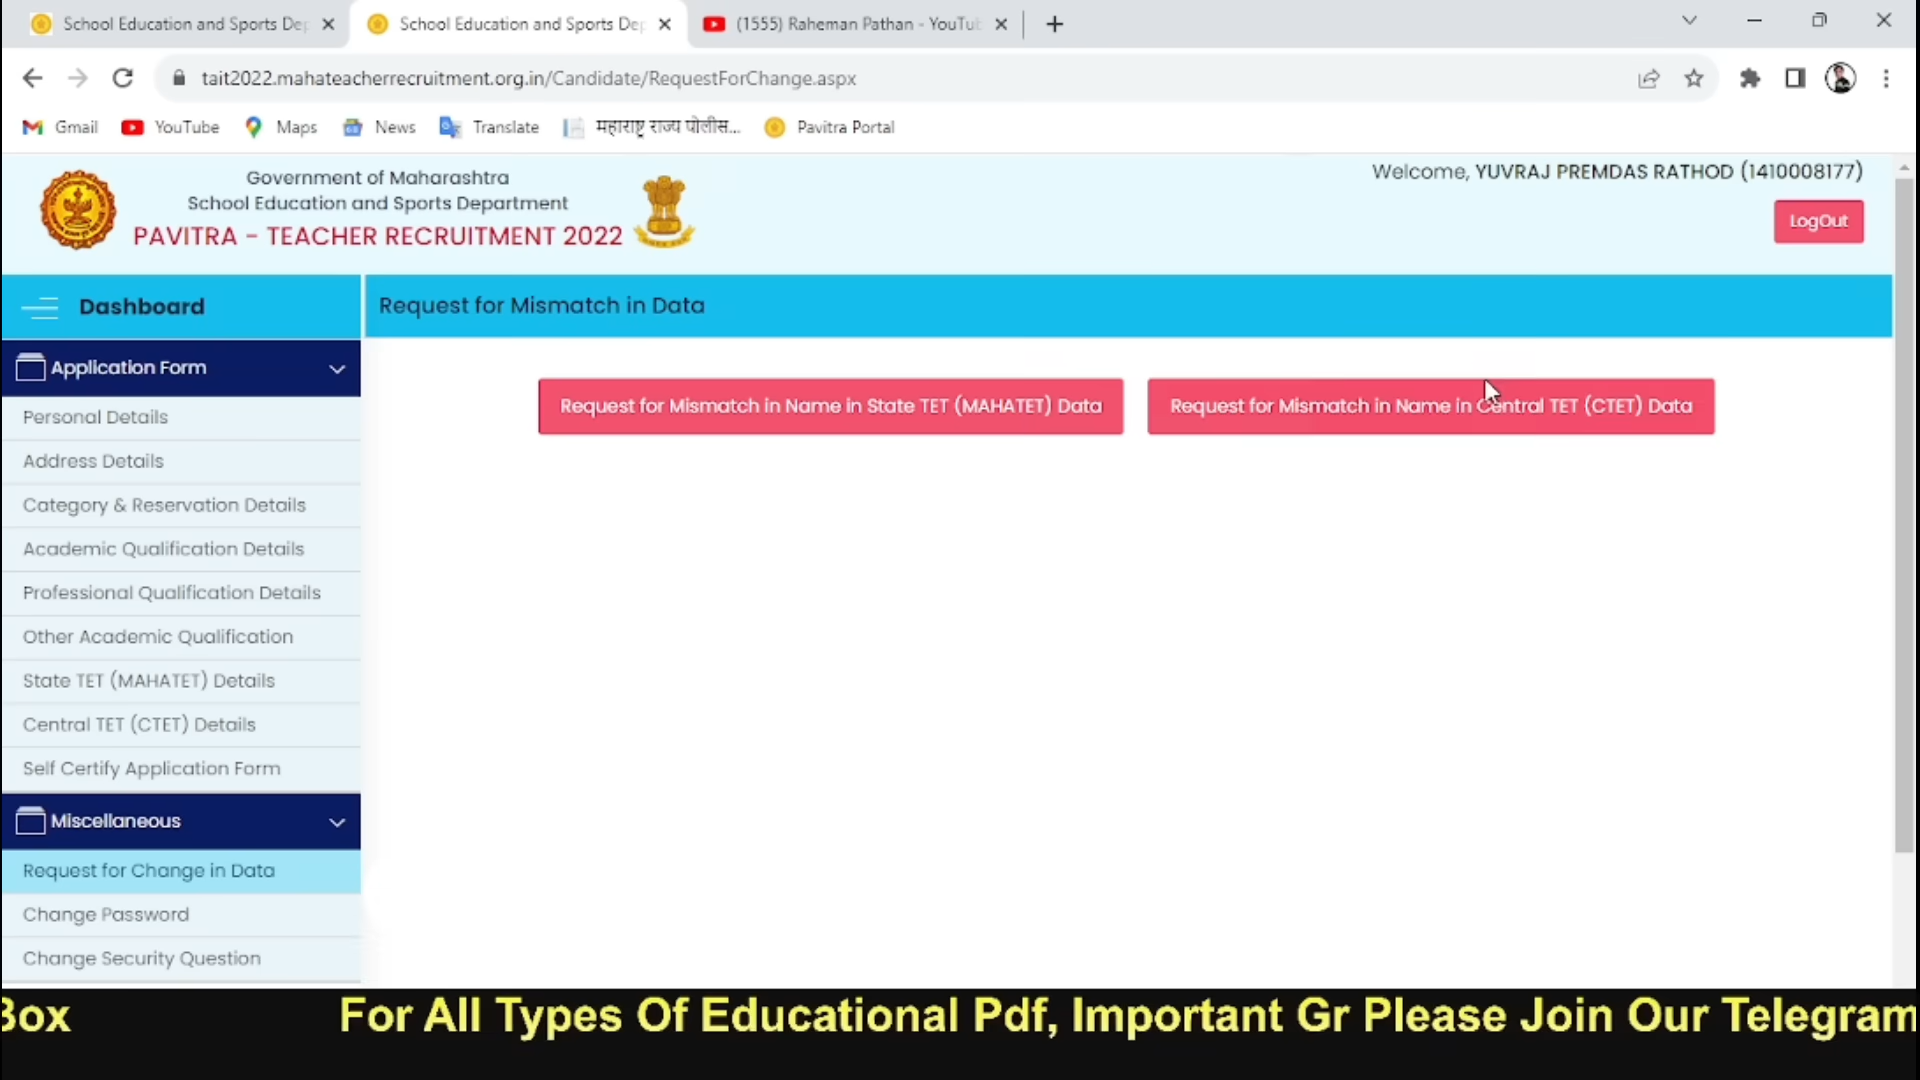 School Education and Sports Dep
School Education and Sports Dep
(1555) Raheman Pathan - YouTub
tait2022.mahateacherrecruitment.org.in/Candidate/RequestForChange.aspx
Gmail
YouTube
Maps
News
Translate
महाराष्ट्र राज्य पोलीस...
Pavitra Portal
Government of Maharashtra
School Education and Sports Department
PAVITRA - TEACHER RECRUITMENT 2022
Welcome, YUVRAJ PREMDAS RATHOD (1410008177)
LogOut
Dashboard
Request for Mismatch in Data
Application Form
Request for Mismatch in Name in State TET (MAHATET) Data
Request for Mismatch in Name in Central TET (CTET) Data
Personal Details
Address Details
Category & Reservation Details
Academic Qualification Details
Professional Qualification Details
Other Academic Qualification
State TET (MAHATET) Details
Central TET (CTET) Details
Self Certify Application Form
Miscellaneous
Request for Change in Data
Change Password
Change Security Question
Box For All Types Of Educational Pdf, Important Gr Please Join Our Telegram